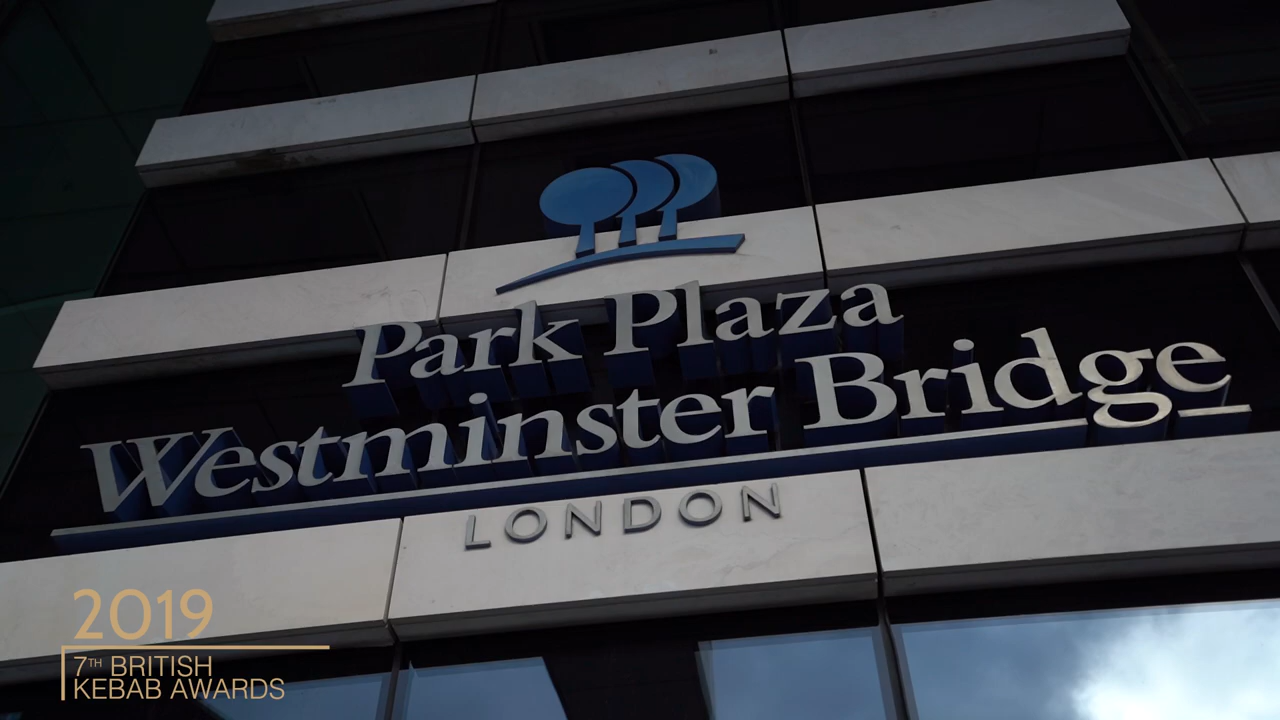 Park Plaza
Westminster Bridge
LONDON
2019
7TH BRITISH
KEBAB AWARDS